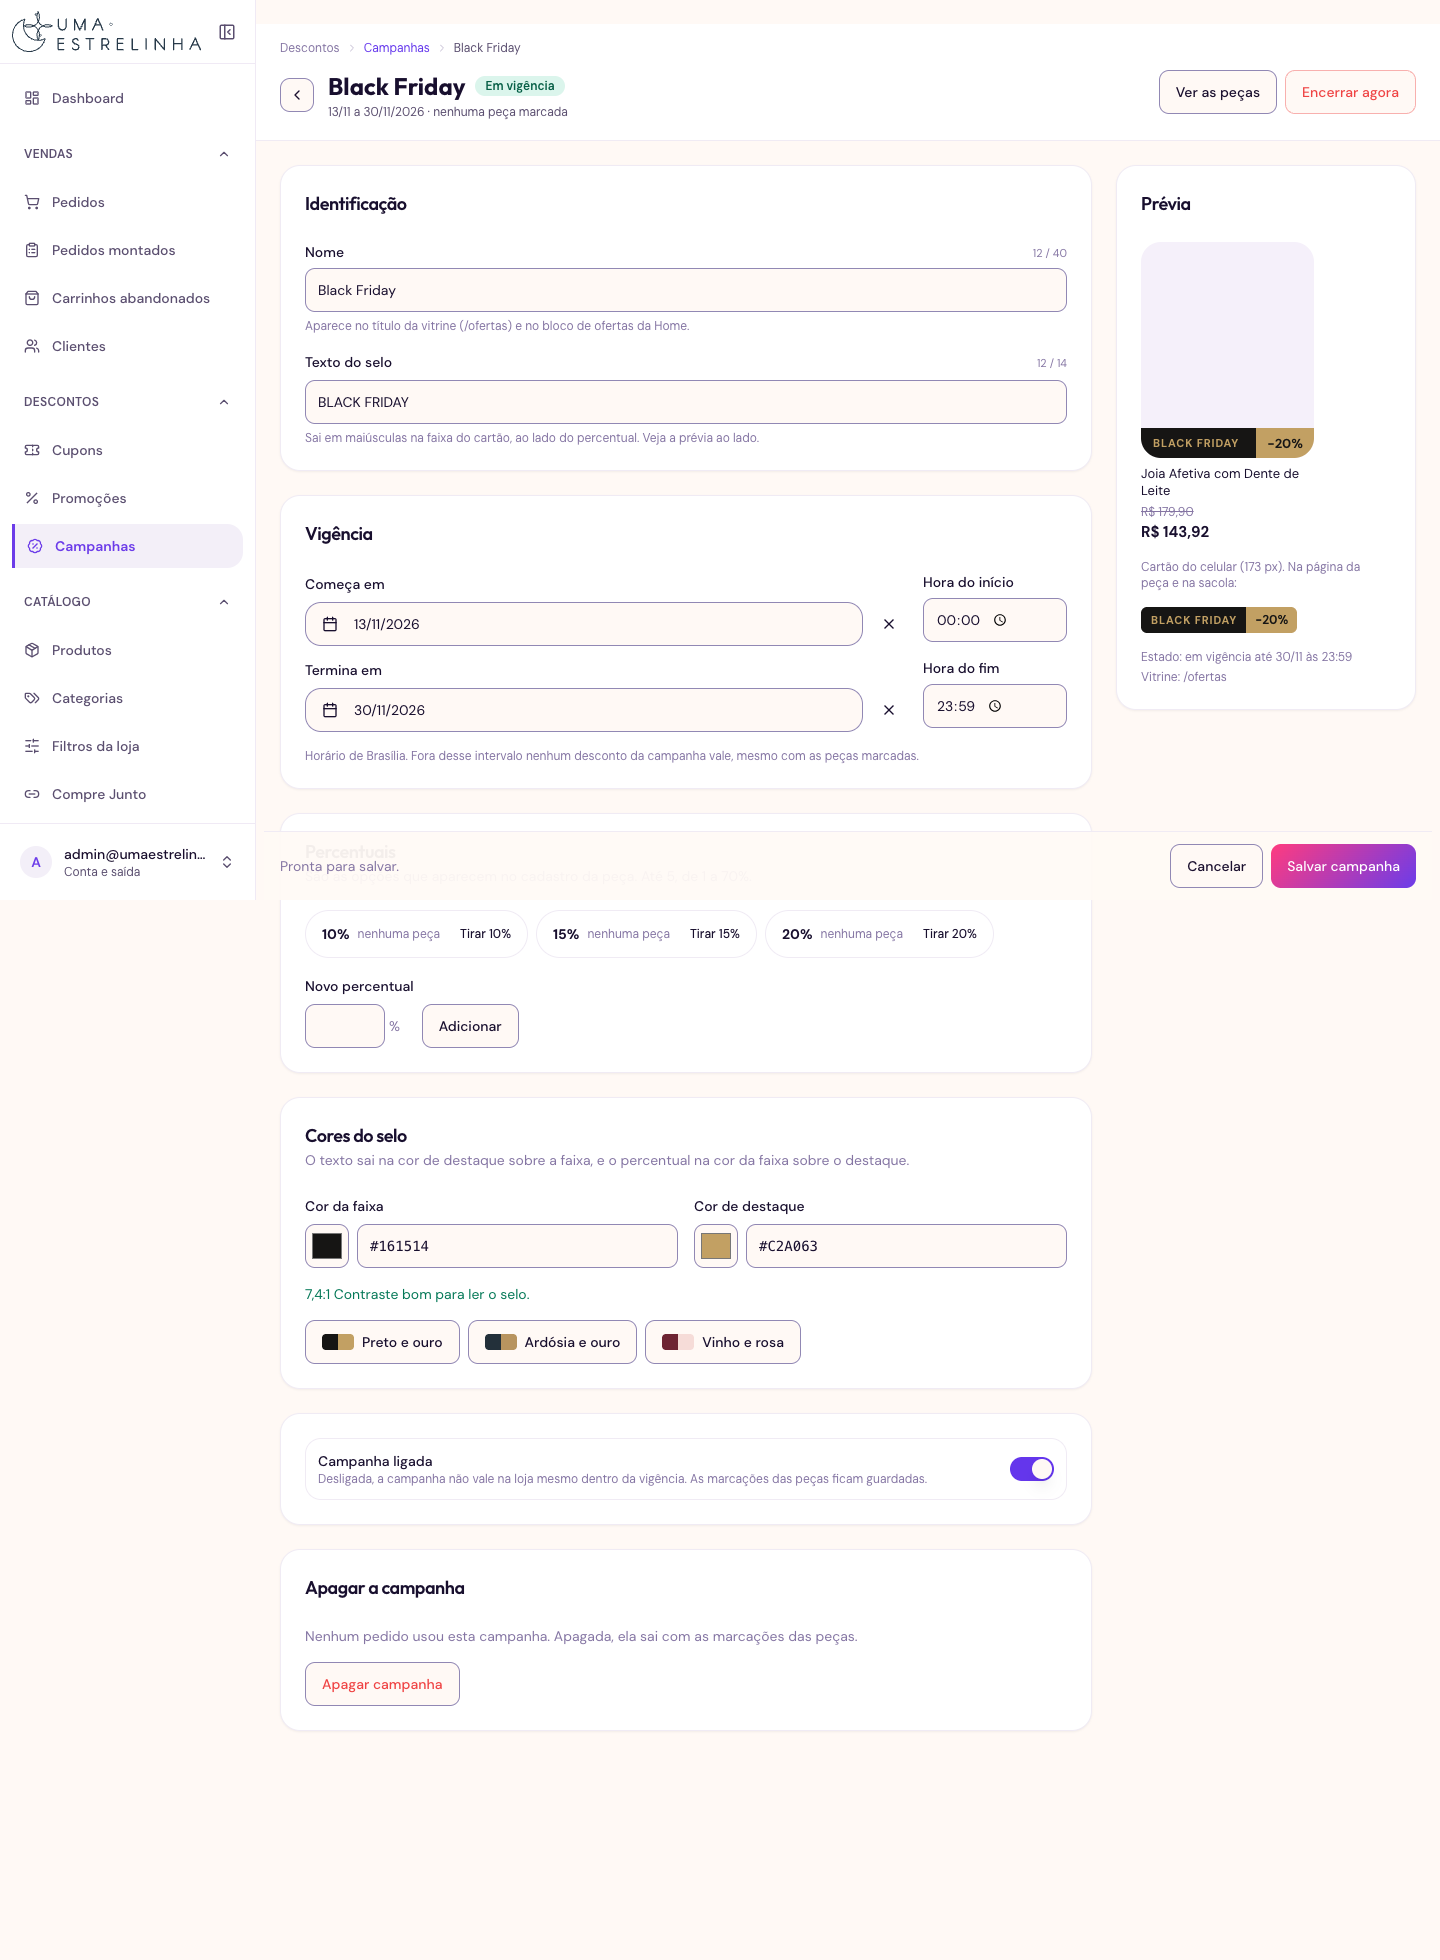 UMA
ESTRELINHA
Dashboard
VENDAS
Pedidos
Pedidos montados
Carrinhos abandonados
Clientes
DESCONTOS
Cupons
Promoções
Campanhas
CATÁLOGO
Produtos
Categorias
Filtros da loja
Compre Junto
A
admin@umaestrelin...
Conta e saída
Descontos > Campanhas > Black Friday
Black Friday Em vigência
13/11 a 30/11/2026 · nenhuma peça marcada
Ver as peças
Encerrar agora
Identificação
Nome 12 / 40
Black Friday
Aparece no título da vitrine (/ofertas) e no bloco de ofertas da Home.
Texto do selo 12 / 14
BLACK FRIDAY
Sai em maiúsculas na faixa do cartão, ao lado do percentual. Veja a prévia ao lado.
Vigência
Começa em
13/11/2026
Hora do início
00:00
Termina em
30/11/2026
Hora do fim
23:59
Horário de Brasília. Fora desse intervalo nenhum desconto da campanha vale, mesmo com as peças marcadas.
Percentuais
Pronta para salvar.
Cancelar
Salvar campanha
10% nenhuma peça Tirar 10%
15% nenhuma peça Tirar 15%
20% nenhuma peça Tirar 20%
Novo percentual
%
Adicionar
Cores do selo
O texto sai na cor de destaque sobre a faixa, e o percentual na cor da faixa sobre o destaque.
Cor da faixa
#161514
Cor de destaque
#C2A063
7,4:1 Contraste bom para ler o selo.
Preto e ouro
Ardósia e ouro
Vinho e rosa
Campanha ligada
Desligada, a campanha não vale na loja mesmo dentro da vigência. As marcações das peças ficam guardadas.
Apagar a campanha
Nenhum pedido usou esta campanha. Apagada, ela sai com as marcações das peças.
Apagar campanha
Prévia
BLACK FRIDAY -20%
Joia Afetiva com Dente de
Leite
R$ 179,90
R$ 143,92
Cartão do celular (173 px). Na página da
peça e na sacola:
BLACK FRIDAY -20%
Estado: em vigência até 30/11 às 23:59
Vitrine: /ofertas